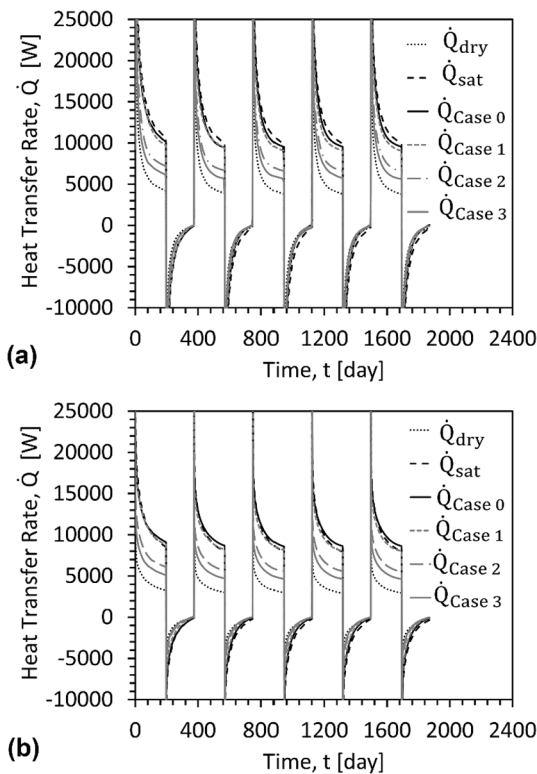 Heat Transfer Rate, Q̇ [W]
25000
20000
15000
10000
5000
0
-5000
-10000
Q̇dry
Q̇sat
Q̇Case 0
Q̇Case 1
Q̇Case 2
Q̇Case 3
0 400 800 1200 1600 2000 2400
Time, t [day]
(a)
Heat Transfer Rate, Q̇ [W]
25000
20000
15000
10000
5000
0
-5000
-10000
Q̇dry
Q̇sat
Q̇Case 0
Q̇Case 1
Q̇Case 2
Q̇Case 3
0 400 800 1200 1600 2000 2400
Time, t [day]
(b)